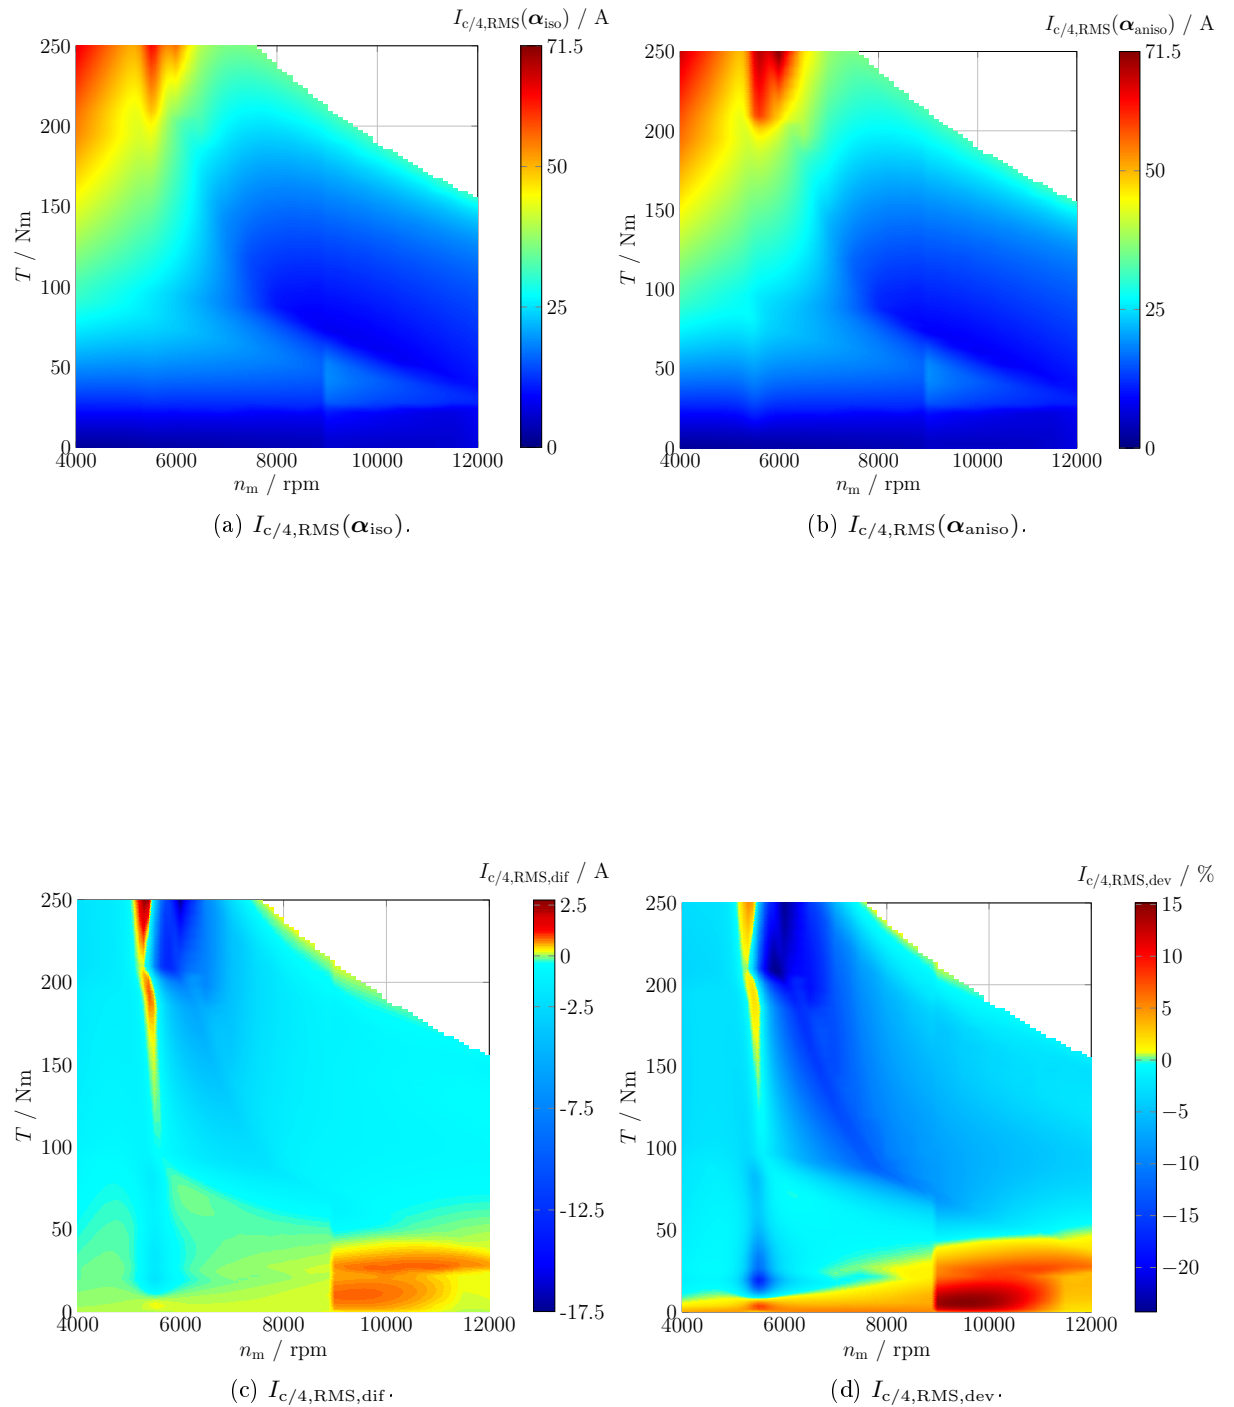 I_c/4,RMS(α_iso) / A
I_c/4,RMS(α_aniso) / A
250
200
150
100
50
0
T / Nm
4000 6000 8000 10000 12000
n_m / rpm
71.5
50
25
0
250
200
150
100
50
0
T / Nm
4000 6000 8000 10000 12000
n_m / rpm
71.5
50
25
0
(a) I_c/4,RMS(α_iso).
(b) I_c/4,RMS(α_aniso).
I_c/4,RMS,dif / A
I_c/4,RMS,dev / %
250
200
150
100
50
0
T / Nm
4000 6000 8000 10000 12000
n_m / rpm
2.5
0
-2.5
-7.5
-12.5
-17.5
250
200
150
100
50
0
T / Nm
4000 6000 8000 10000 12000
n_m / rpm
15
10
5
0
−5
−10
−15
−20
(c) I_c/4,RMS,dif.
(d) I_c/4,RMS,dev.